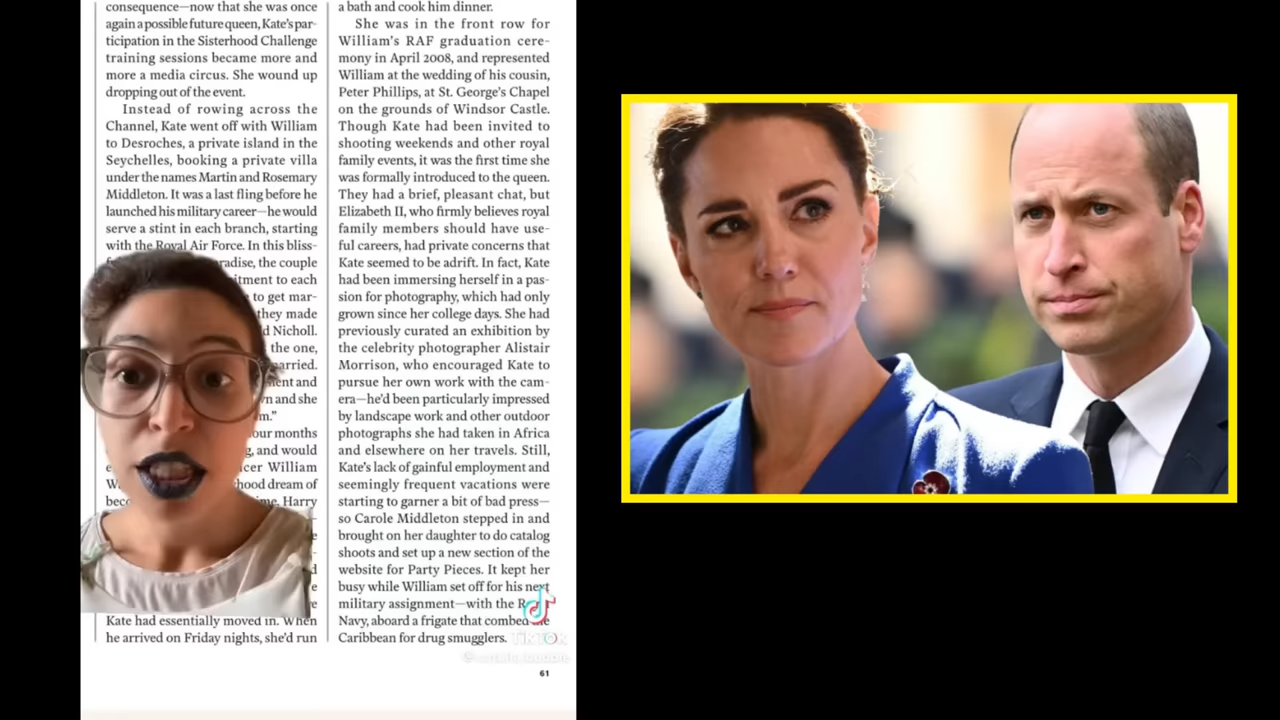 consequence—now that she was once
again a possible future queen, Kate's par-
ticipation in the Sisterhood Challenge
training sessions became more and
more a media circus. She wound up
dropping out of the event.
Instead of rowing across the
Channel, Kate went off with William
to Desroches, a private island in the
Seychelles, booking a private villa
under the names Martin and Rosemary
Middleton. It was a last fling before he
launched his military career—he would
serve a stint in each branch, starting
with the Royal Air Force. In this bliss-
radise, the couple
itment to each
to get mar-
they made
d Nicholl.
the one,
arried.
ent and
n and she
m."
our months
g, and would
cer William
hood dream of
beco me, Harry
Kate had essentially moved in. When
he arrived on Friday nights, she'd run
a bath and cook him dinner.
She was in the front row for
William's RAF graduation cere-
mony in April 2008, and represented
William at the wedding of his cousin,
Peter Phillips, at St. George's Chapel
on the grounds of Windsor Castle.
Though Kate had been invited to
shooting weekends and other royal
family events, it was the first time she
was formally introduced to the queen.
They had a brief, pleasant chat, but
Elizabeth II, who firmly believes royal
family members should have use-
ful careers, had private concerns that
Kate seemed to be adrift. In fact, Kate
had been immersing herself in a pas-
sion for photography, which had only
grown since her college days. She had
previously curated an exhibition by
the celebrity photographer Alistair
Morrison, who encouraged Kate to
pursue her own work with the cam-
era—he'd been particularly impressed
by landscape work and other outdoor
photographs she had taken in Africa
and elsewhere on her travels. Still,
Kate's lack of gainful employment and
seemingly frequent vacations were
starting to garner a bit of bad press—
so Carole Middleton stepped in and
brought on her daughter to do catalog
shoots and set up a new section of the
website for Party Pieces. It kept her
busy while William set off for his next
military assignment—with the Royal
Navy, aboard a frigate that combed the
Caribbean for drug smugglers.
TikTok
61